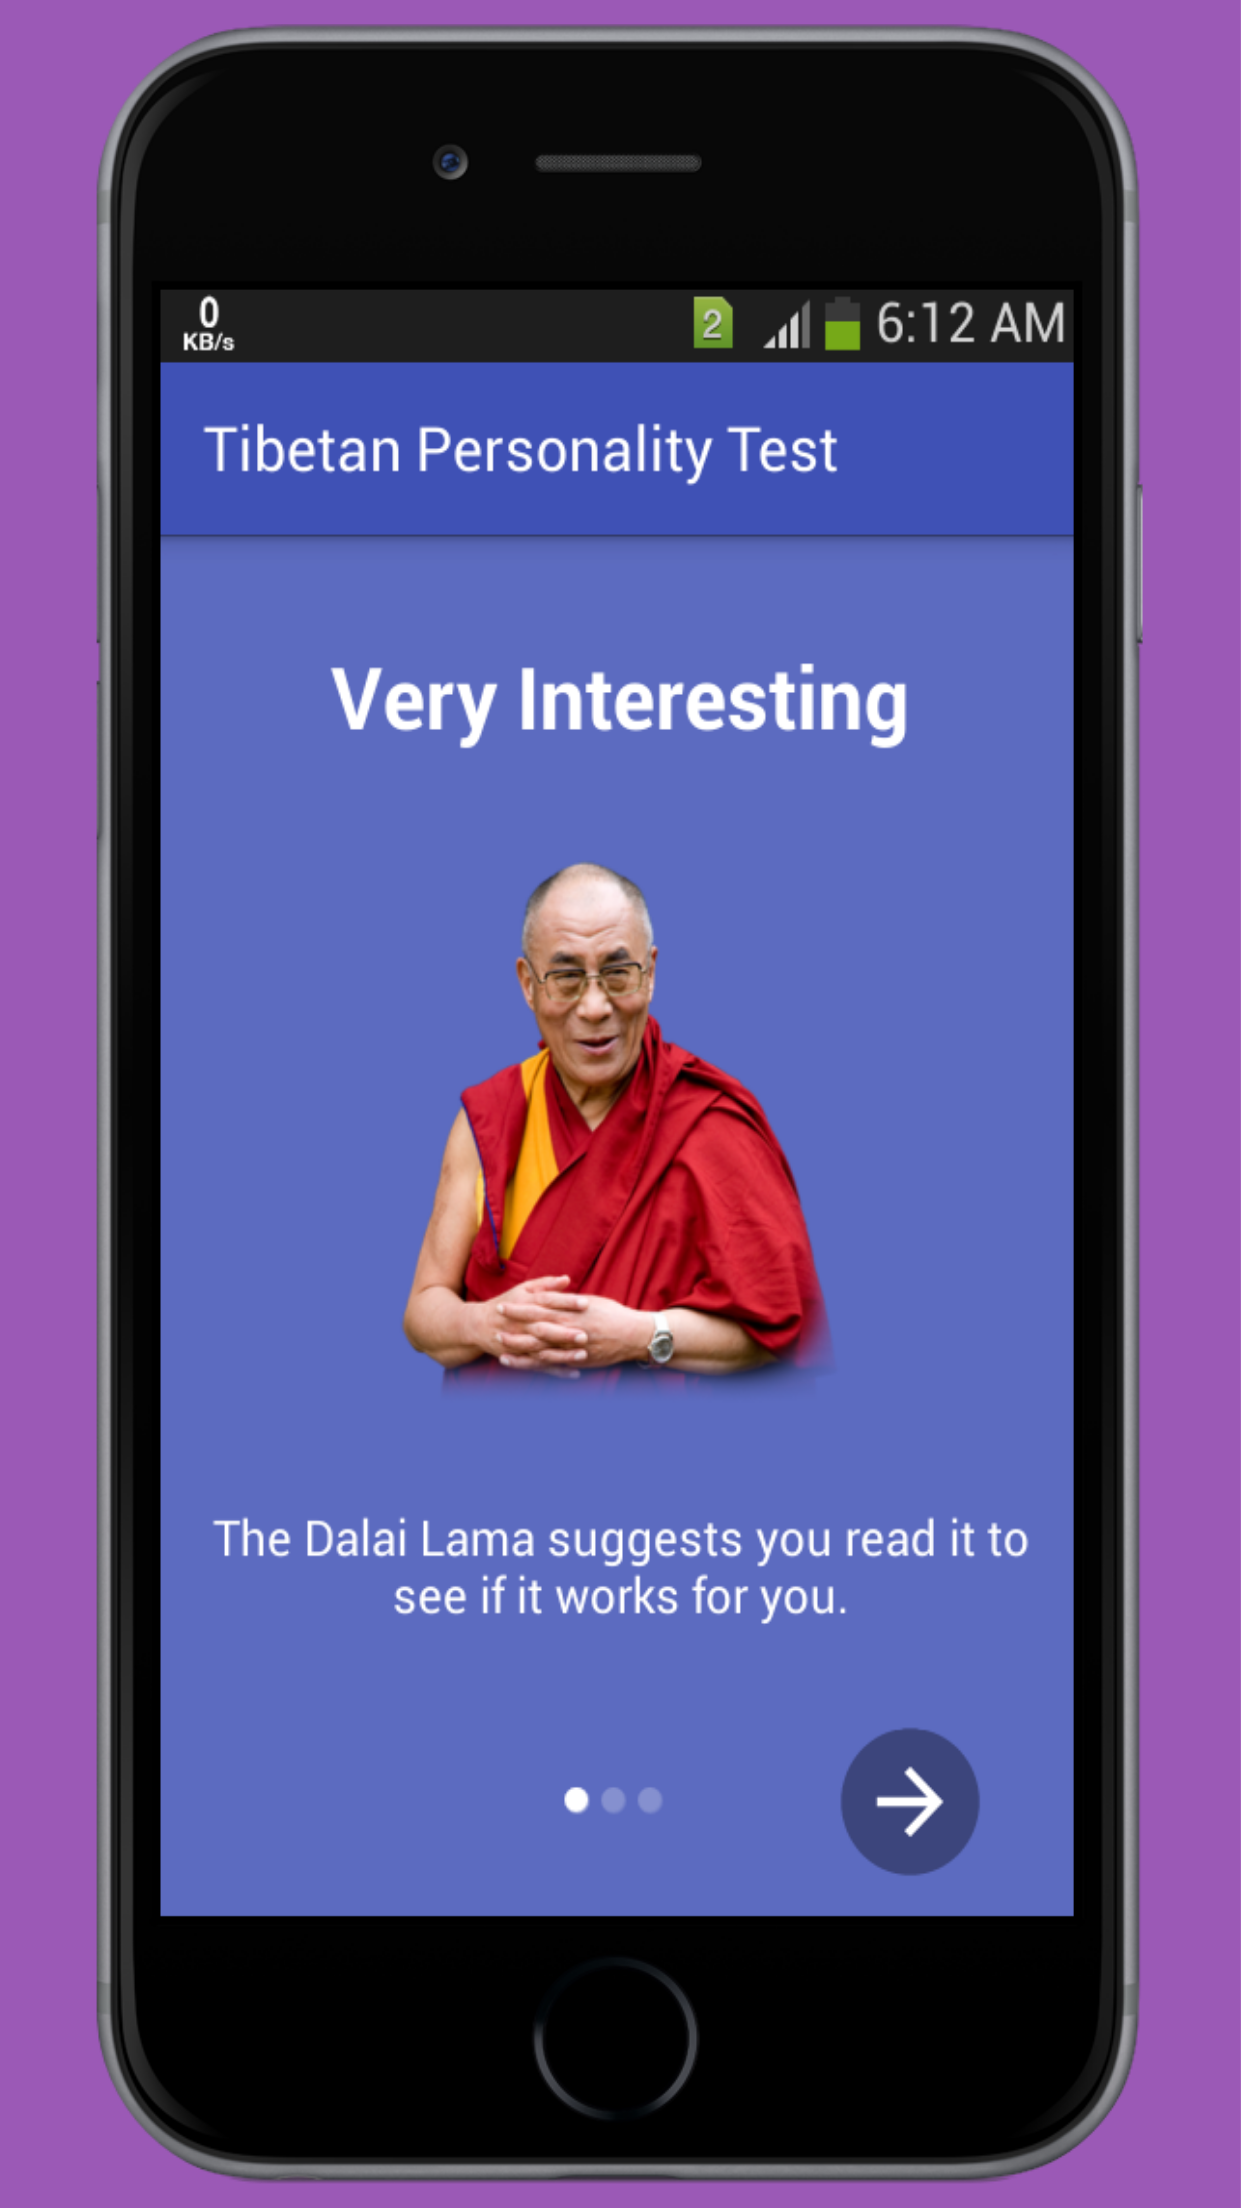 0
KB/s
2
6:12 AM
Tibetan Personality Test
Very Interesting
The Dalai Lama suggests you read it to
see if it works for you.